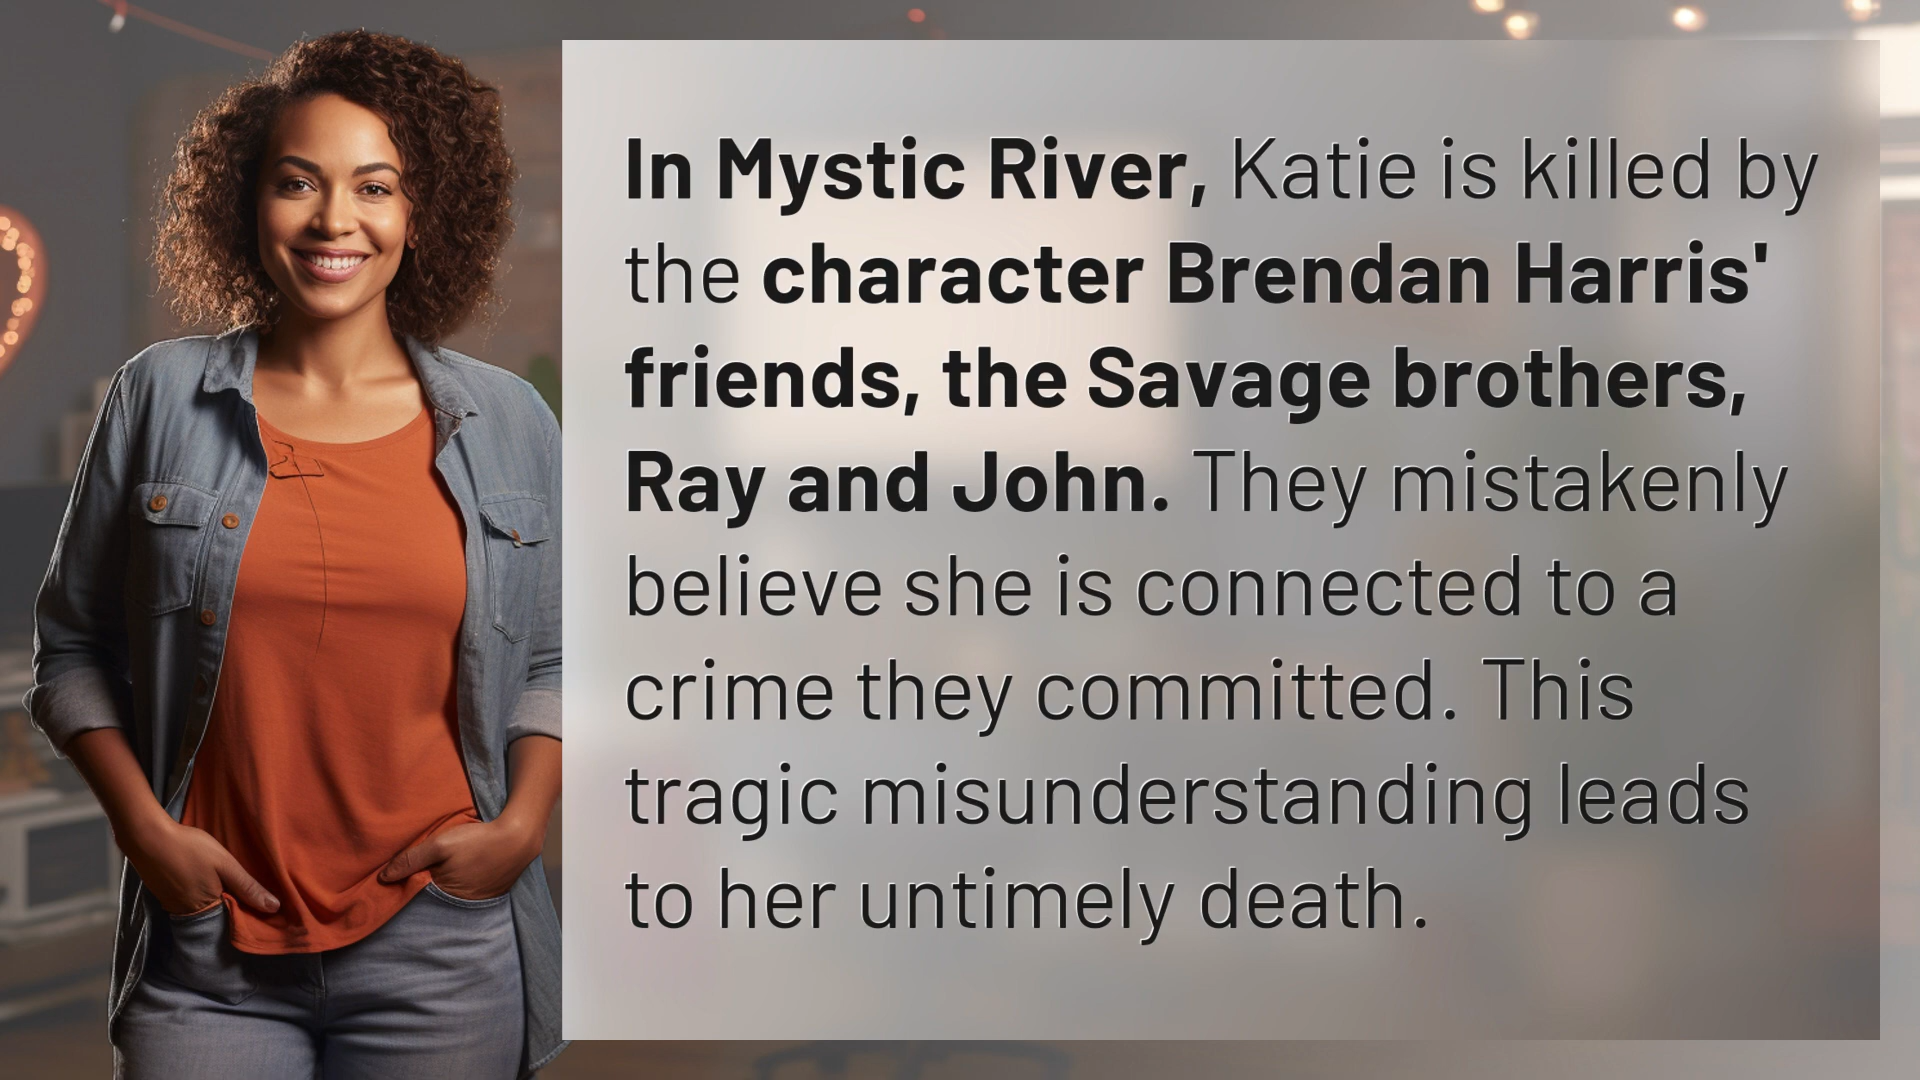 In Mystic River, Katie is killed by
the character Brendan Harris'
friends, the Savage brothers,
Ray and John. They mistakenly
believe she is connected to a
crime they committed. This
tragic misunderstanding leads
to her untimely death.